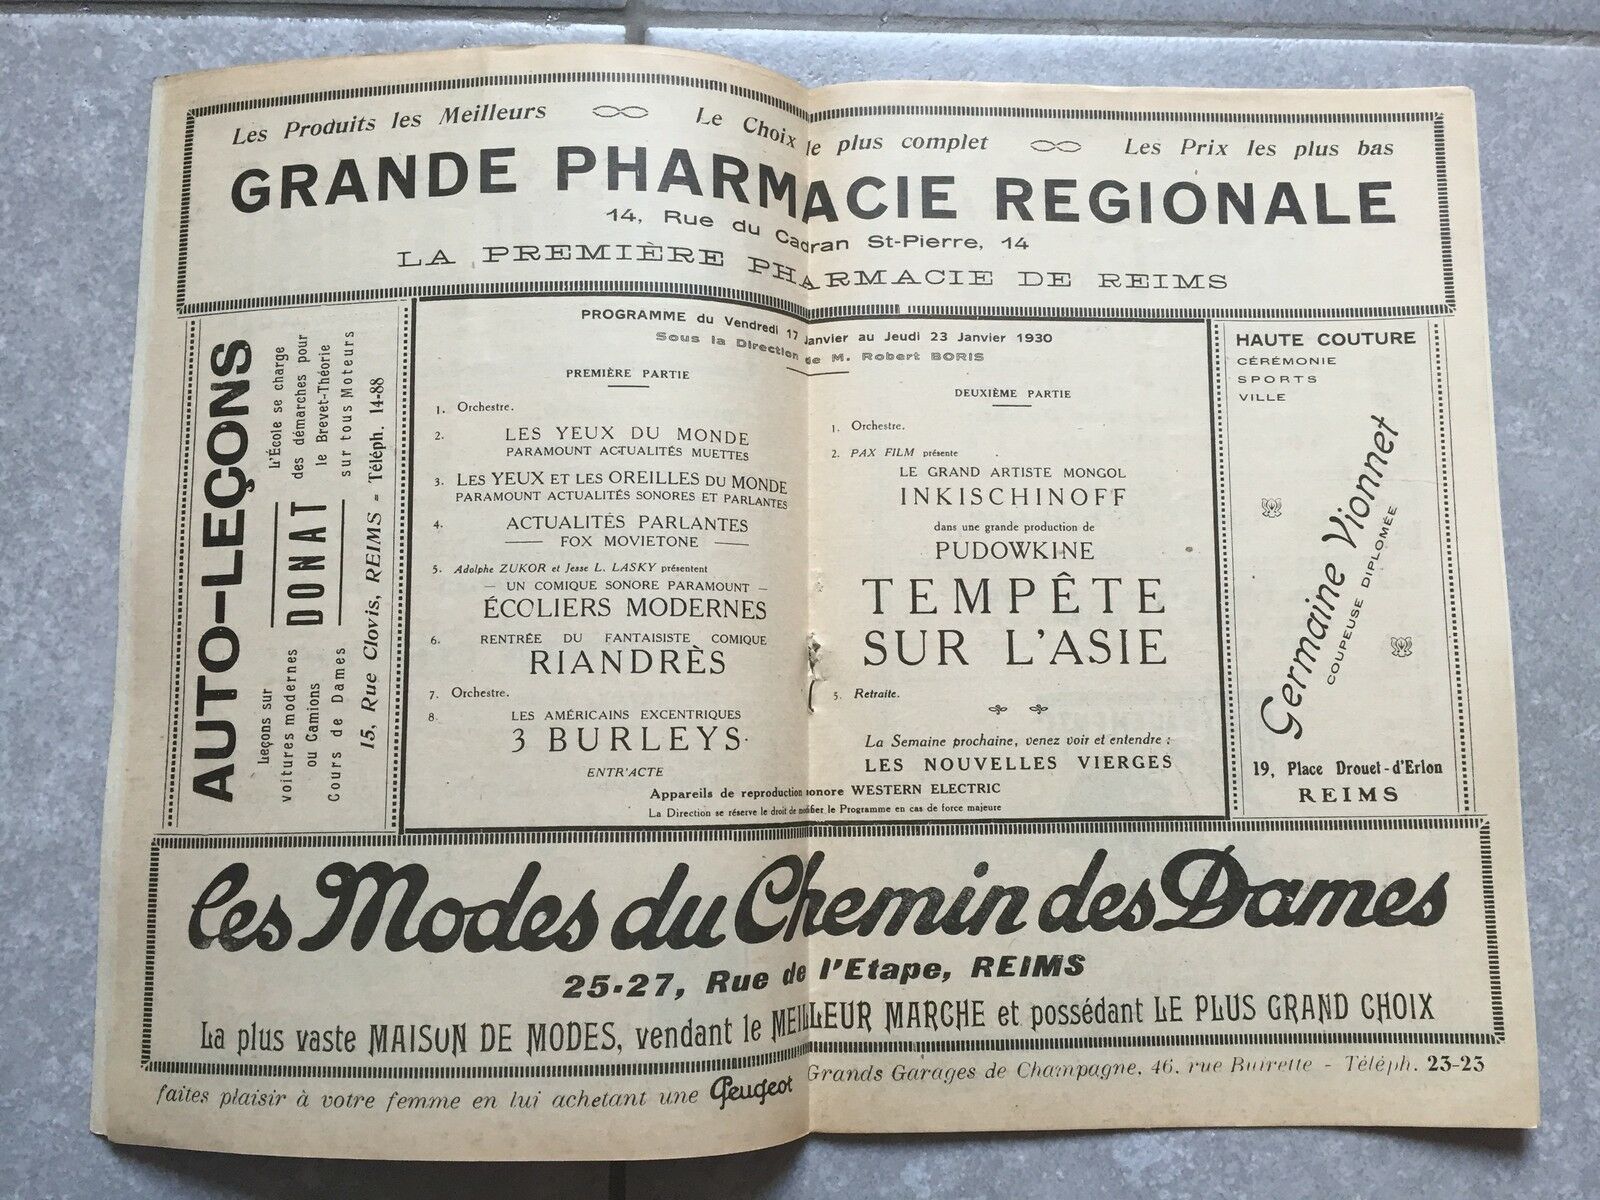 Les Produits les Meilleurs Le Choix le plus complet Les Prix les plus bas
GRANDE PHARMACIE REGIONALE
14, Rue du Cadran St-Pierre, 14
LA PREMIÈRE PHARMACIE DE REIMS
AUTO-LEÇONS
Leçons sur
voitures modernes
ou Camions
Cours de Dames
DONAT
L'École se charge
des démarches pour
le Brevet-Théorie
sur tous Moteurs
15, Rue Clovis, REIMS - Téléph. 14-88
PROGRAMME du Vendredi 17 Janvier au Jeudi 23 Janvier 1930
Sous la Direction de M. Robert BORIS
PREMIÈRE PARTIE
1. Orchestre.
2. LES YEUX DU MONDE
PARAMOUNT ACTUALITÉS MUETTES
3. LES YEUX ET LES OREILLES DU MONDE
PARAMOUNT ACTUALITÉS SONORES ET PARLANTES
4. ACTUALITÉS PARLANTES
FOX MOVIETONE
5. Adolphe ZUKOR et Jesse L. LASKY présentent
— UN COMIQUE SONORE PARAMOUNT —
ÉCOLIERS MODERNES
6. RENTRÉE DU FANTAISISTE COMIQUE
RIANDRÈS
7. Orchestre.
8. LES AMÉRICAINS EXCENTRIQUES
3 BURLEYS
ENTR'ACTE
DEUXIÈME PARTIE
1. Orchestre.
2. PAX FILM présente
LE GRAND ARTISTE MONGOL
INKISCHINOFF
dans une grande production de
PUDOWKINE
TEMPÊTE
SUR L'ASIE
5. Retraite.
La Semaine prochaine, venez voir et entendre :
LES NOUVELLES VIERGES
Appareils de reproduction sonore WESTERN ELECTRIC
La Direction se réserve le droit de modifier le Programme en cas de force majeure
HAUTE COUTURE
CÉRÉMONIE
SPORTS
VILLE
Germaine Vionnet
COUPEUSE DIPLOMÉE
19, Place Drouet-d'Erlon
REIMS
Les Modes du Chemin des Dames
25-27, Rue de l'Etape, REIMS
La plus vaste MAISON DE MODES, vendant le MEILLEUR MARCHE et possédant LE PLUS GRAND CHOIX
faites plaisir à votre femme en lui achetant une Peugeot Grands Garages de Champagne, 46, rue Buirette - Téléph. 23-23